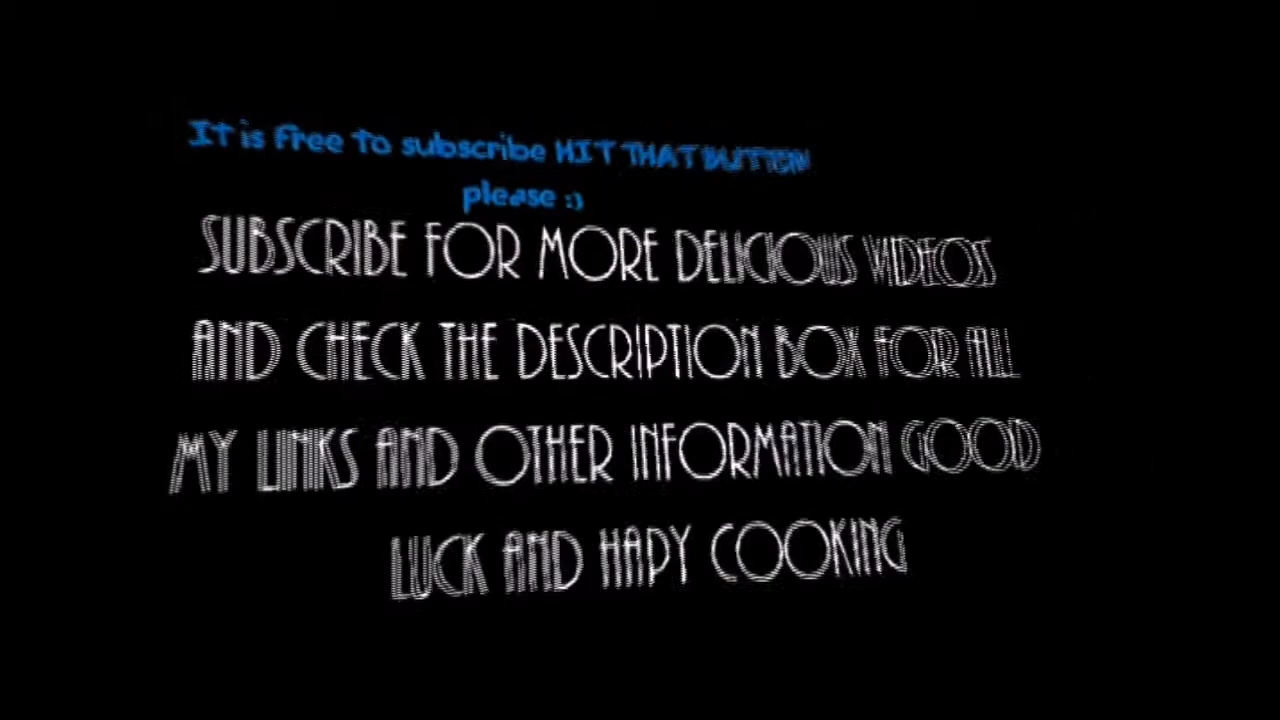 It is free to subscribe HIT THAT BUTTON
please :)
SUBSCRIBE FOR MORE DELICIOUS VIDEOS
AND CHECK THE DESCRIPTION BOX FOR ALL
MY LINKS AND OTHER INFORMATION GOOD
LUCK AND HAPY COOKING